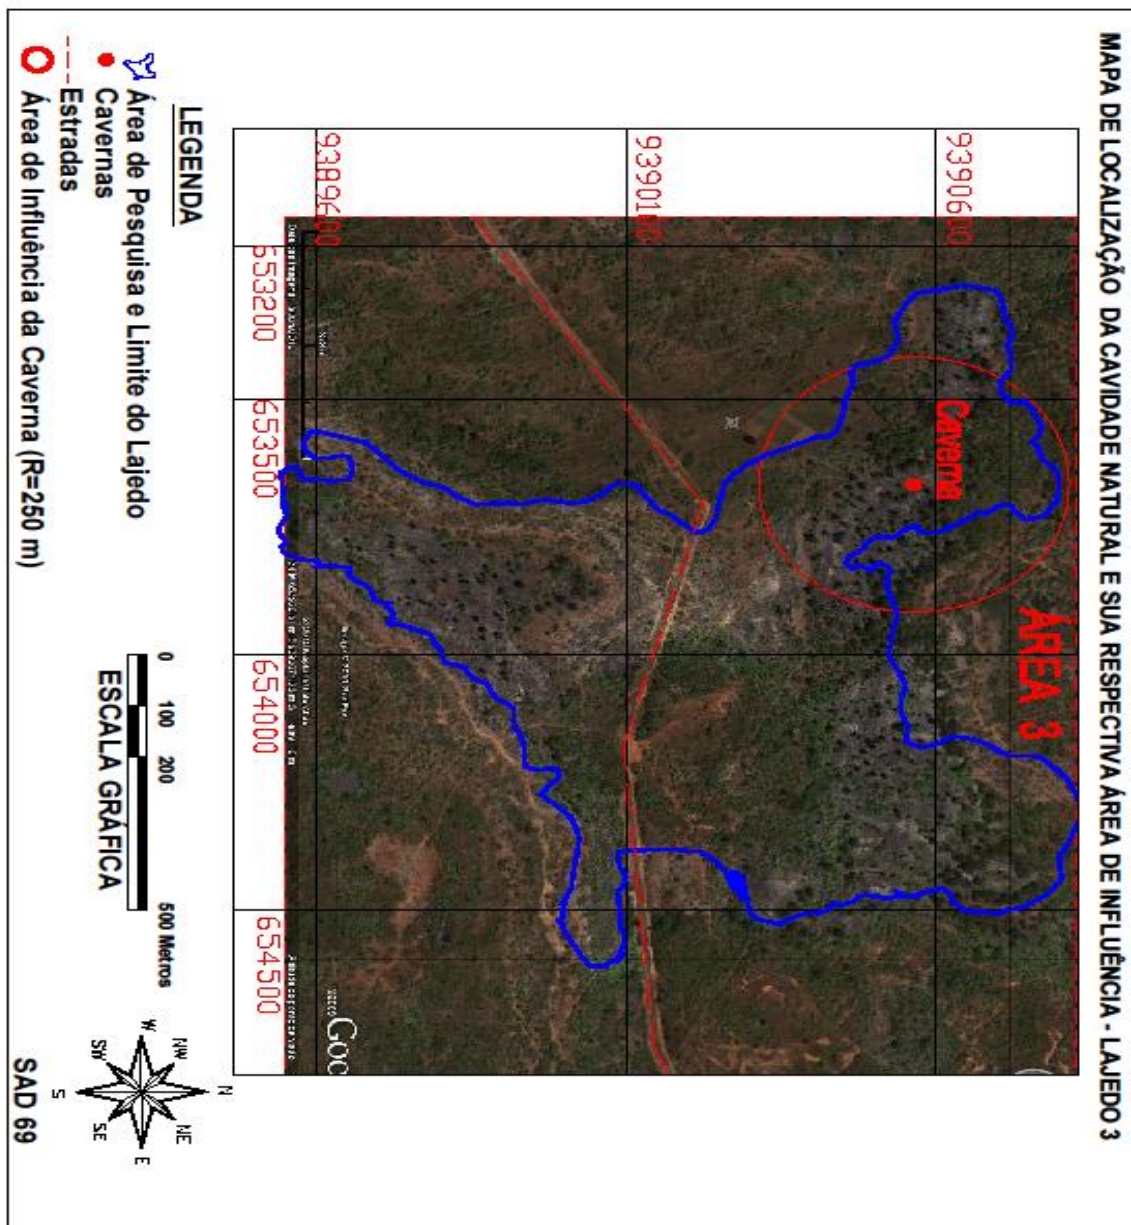 MAPA DE LOCALIZAÇÃO DA CAVIDADE NATURAL E SUA RESPECTIVA ÁREA DE INFLUÊNCIA - LAJEDO 3
9390600
9390100
9389600
653200
653500
654000
654500
Caverna
ÁREA 3
Goo
LEGENDA
Área de Pesquisa e Limite do Lajedo
Cavernas
Estradas
Área de Influência da Caverna (R=250 m)
0 100 200 500 Metros
ESCALA GRÁFICA
N
NE
E
SE
S
SW
W
NW
SAD 69